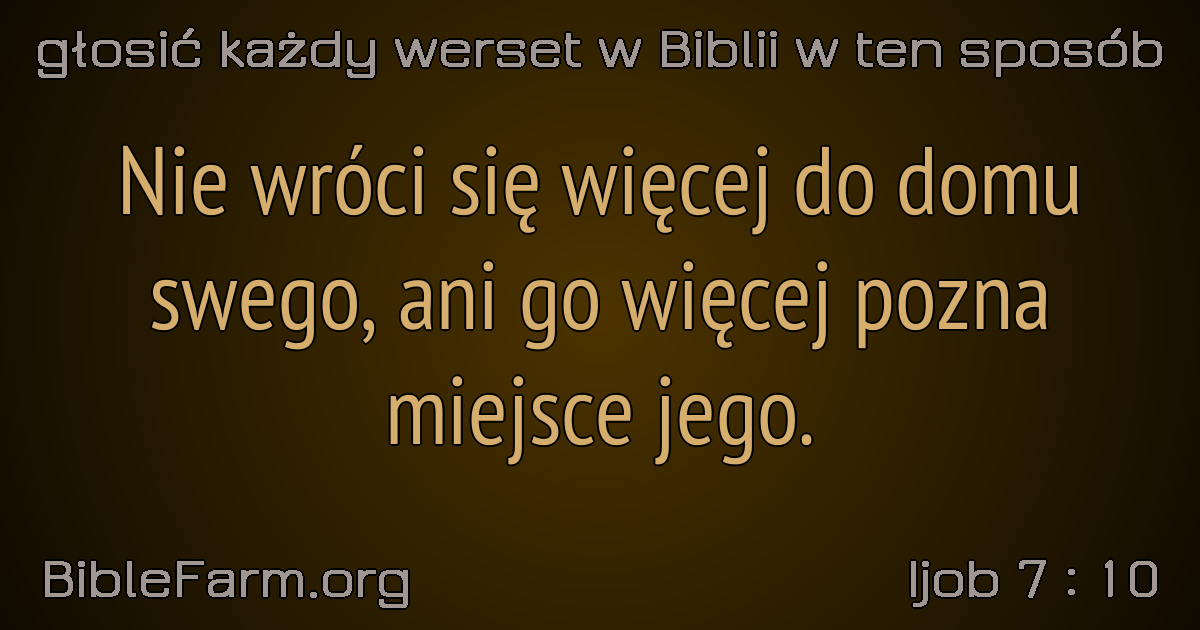 głosić każdy werset w Biblii w ten sposób
Nie wróci się więcej do domu
swego, ani go więcej pozna
miejsce jego.
BibleFarm.org
Ijob 7 : 10